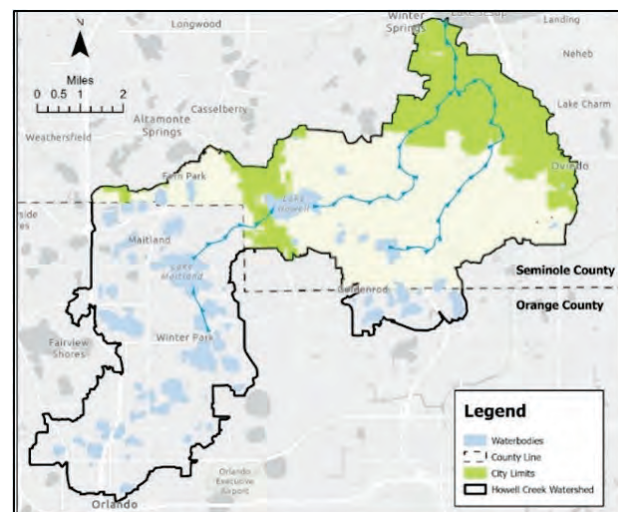 Longwood
Winter
Springs
Landing
Neheb
Miles
0 0.5 1 2
Casselberry
Lake Charm
Altamonte
Springs
Weathersfield
Oviedo
Fern Park
Lake
Howell
Maitland
Lake
Maitland
Seminole County
Goldenrod
Orange County
Winter Park
Fairview
Shores
Legend
Waterbodies
County Line
City Limits
Howell Creek Watershed
Orlando
Executive
Airport
Orlando